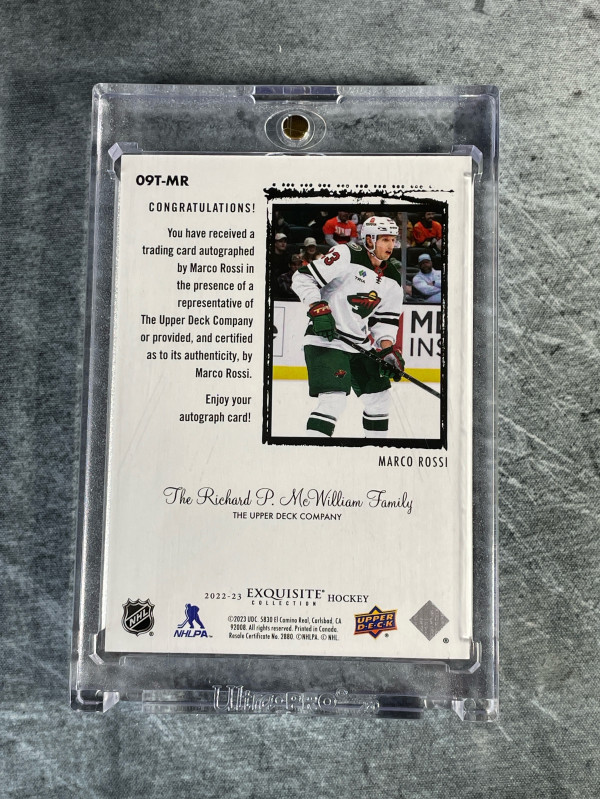 09T-MR
CONGRATULATIONS!
You have received a
trading card autographed
by Marco Rossi in
the presence of a
representative of
The Upper Deck Company
or provided, and certified
as to its authenticity, by
Marco Rossi.
Enjoy your
autograph card!
MARCO ROSSI
The Richard P. McWilliam Family
THE UPPER DECK COMPANY
2022-23 EXQUISITE® HOCKEY
COLLECTION
NHL
NHLPA
©2023 UDC. 5830 El Camino Real, Carlsbad, CA
92008. All rights reserved. Printed in Canada.
Resale Certificate No. 2880. ©NHLPA. © NHL.
UPPER
DECK
®
Ultra•PRO®